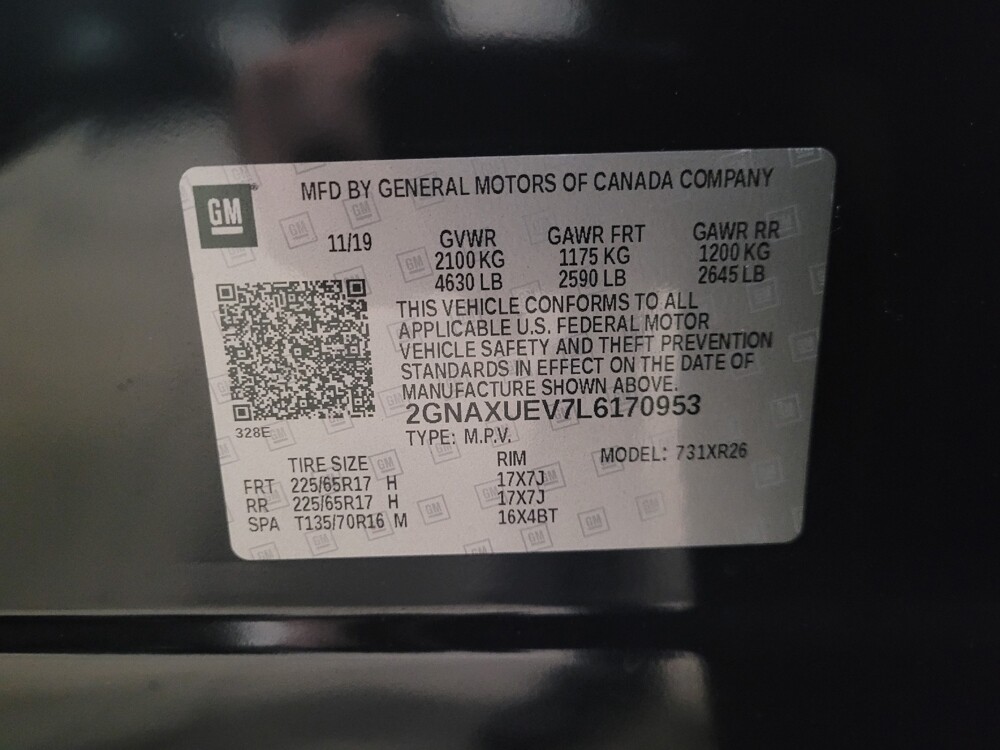 MFD BY GENERAL MOTORS OF CANADA COMPANY
GM
®
11/19 GVWR GAWR FRT GAWR RR
2100 KG 1175 KG 1200 KG
4630 LB 2590 LB 2645 LB
THIS VEHICLE CONFORMS TO ALL
APPLICABLE U.S. FEDERAL MOTOR
VEHICLE SAFETY AND THEFT PREVENTION
STANDARDS IN EFFECT ON THE DATE OF
MANUFACTURE SHOWN ABOVE.
2GNAXUEV7L6170953
328E
TYPE: M.P.V.
TIRE SIZE RIM MODEL: 731XR26
FRT 225/65R17 H 17X7J
RR 225/65R17 H 17X7J
SPA T135/70R16 M 16X4BT